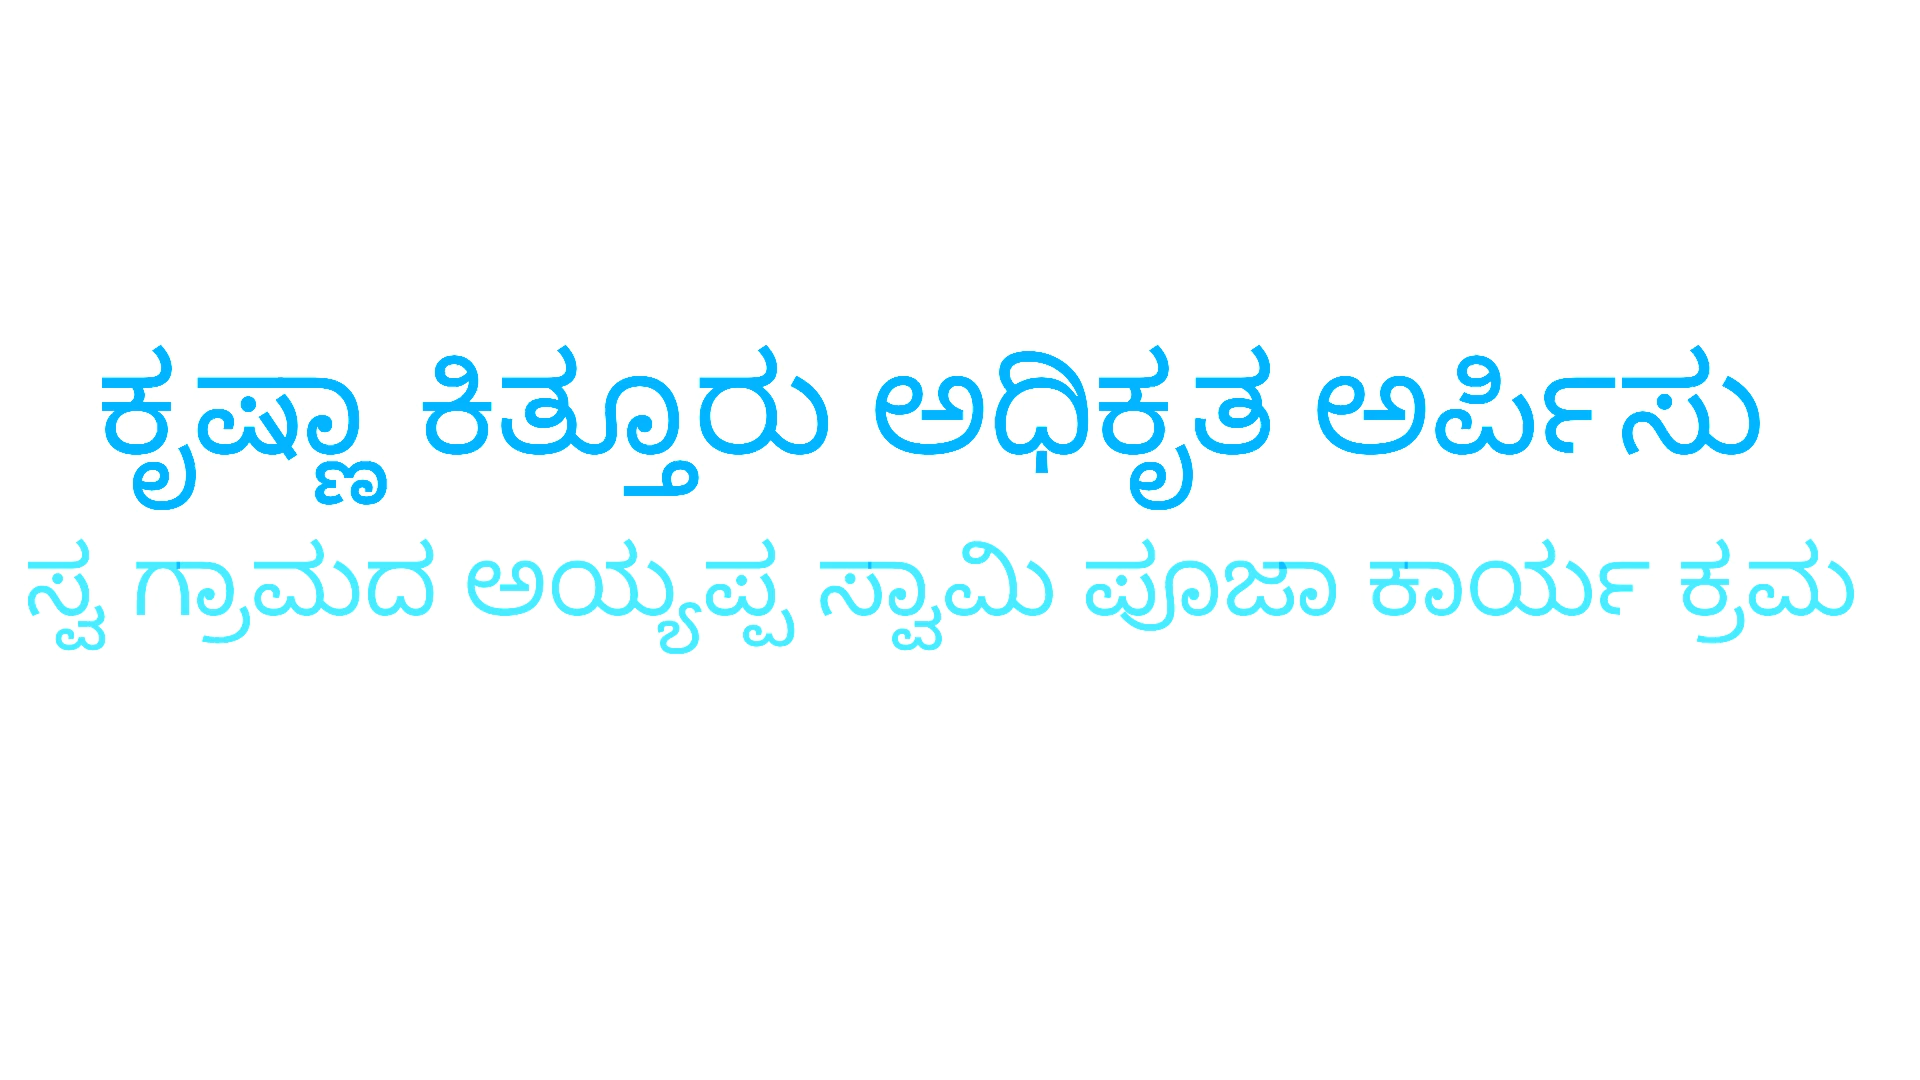 ಕೃಷ್ಣಾ ಕಿತ್ತೂರು ಅಧಿಕೃತ ಅರ್ಪಿಸು
ಸ್ವ ಗ್ರಾಮದ ಅಯ್ಯಪ್ಪ ಸ್ವಾಮಿ ಪೂಜಾ ಕಾರ್ಯ ಕ್ರಮ